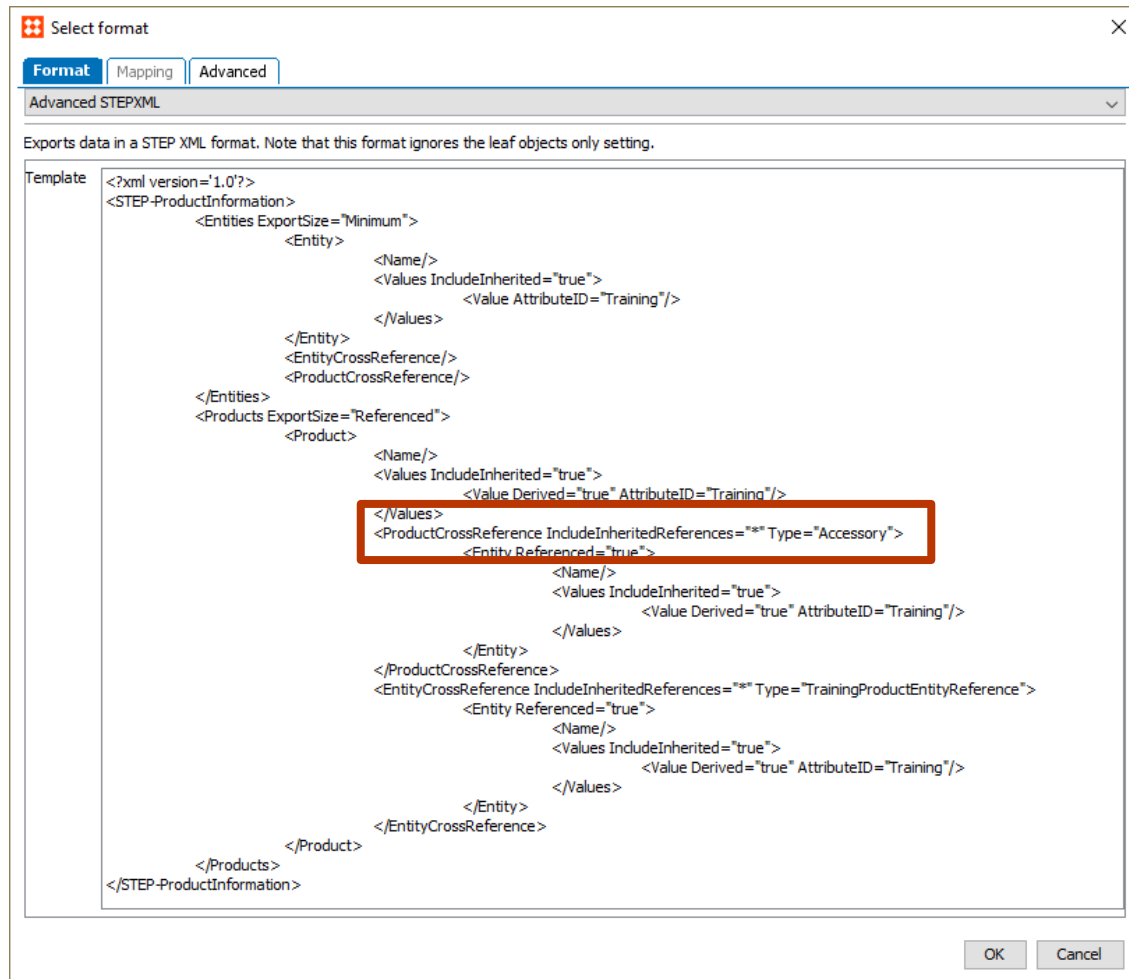 Select format
Format Mapping Advanced
Advanced STEPXML
Exports data in a STEP XML format. Note that this format ignores the leaf objects only setting.
Template
<?xml version='1.0'?>
<STEP-ProductInformation>
<Entities ExportSize="Minimum">
<Entity>
<Name/>
<Values IncludeInherited="true">
<Value AttributeID="Training"/>
</Values>
</Entity>
<EntityCrossReference/>
<ProductCrossReference/>
</Entities>
<Products ExportSize="Referenced">
<Product>
<Name/>
<Values IncludeInherited="true">
<Value Derived="true" AttributeID="Training"/>
</Values>
<ProductCrossReference IncludeInheritedReferences="*" Type="Accessory">
<Entity Referenced="true">
<Name/>
<Values IncludeInherited="true">
<Value Derived="true" AttributeID="Training"/>
</Values>
</Entity>
</ProductCrossReference>
<EntityCrossReference IncludeInheritedReferences="*" Type="TrainingProductEntityReference">
<Entity Referenced="true">
<Name/>
<Values IncludeInherited="true">
<Value Derived="true" AttributeID="Training"/>
</Values>
</Entity>
</EntityCrossReference>
</Product>
</Products>
</STEP-ProductInformation>
OK Cancel